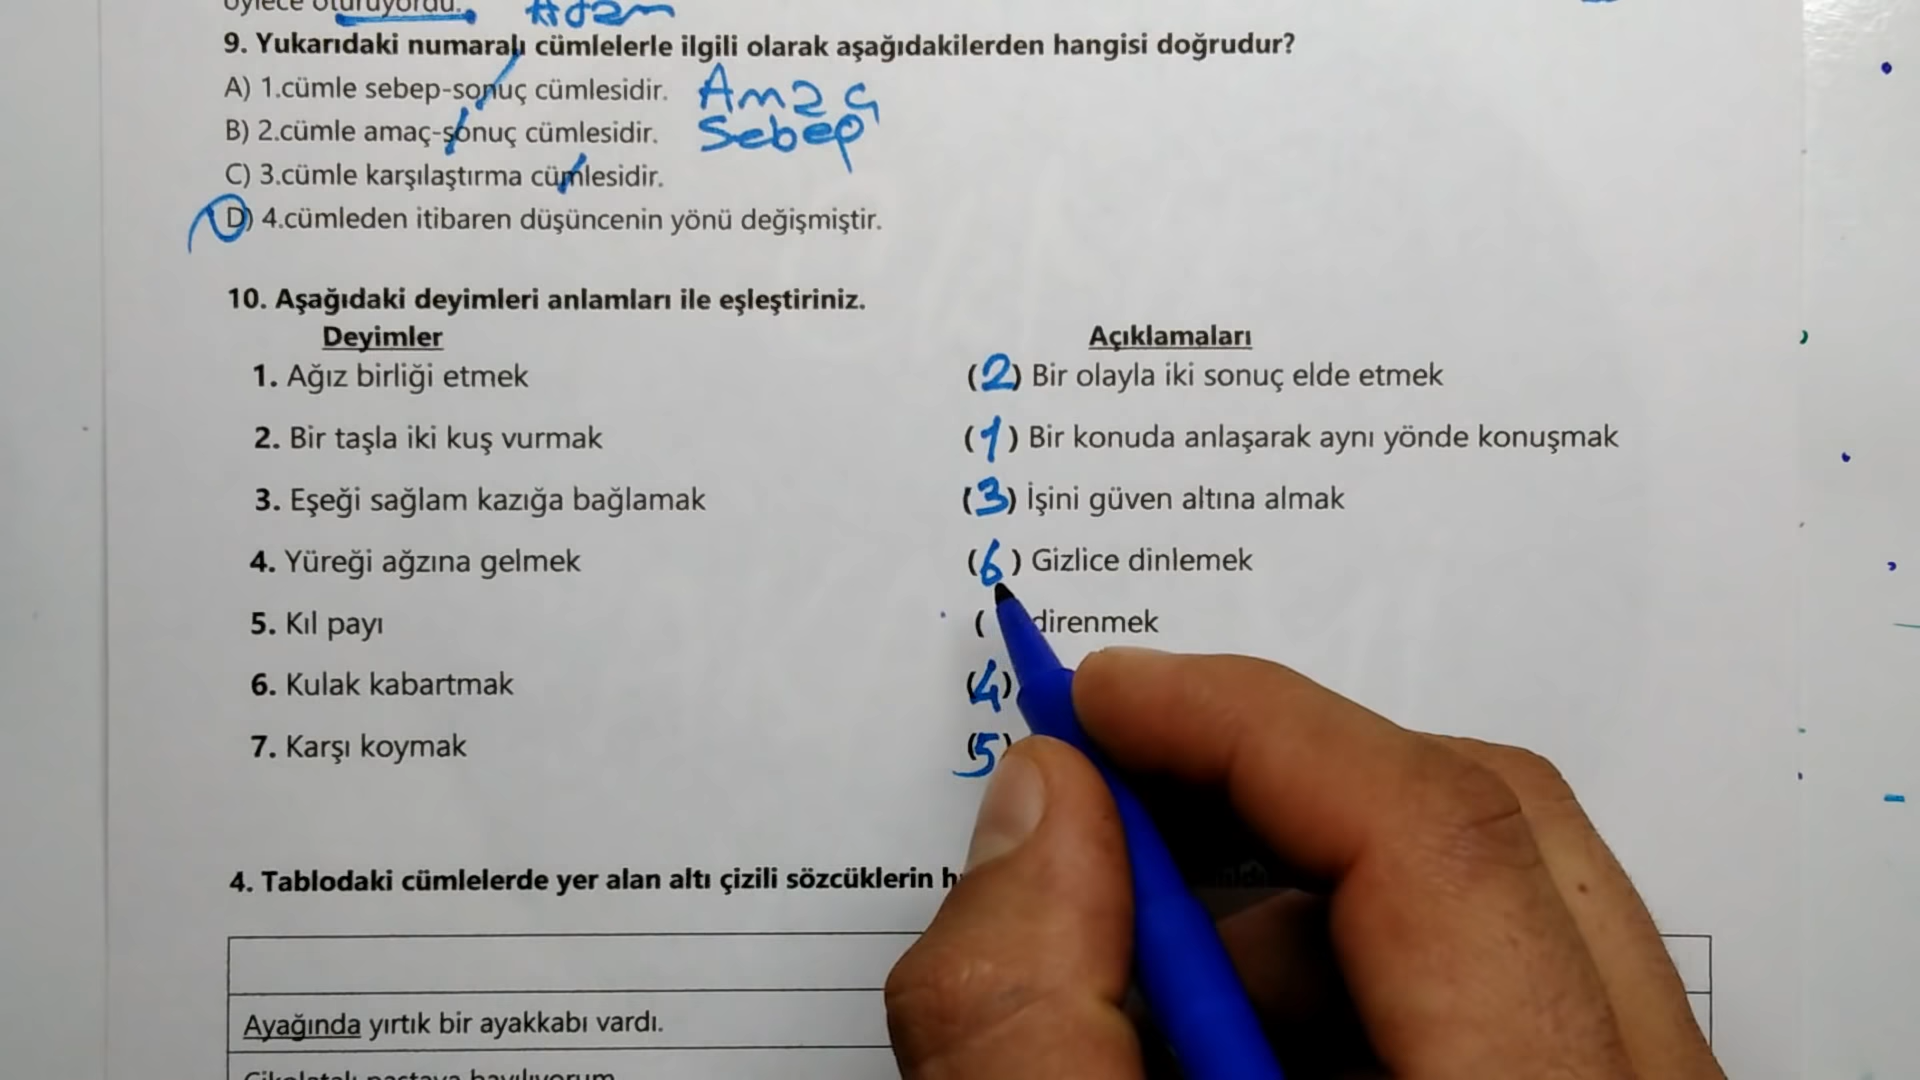 öylece oturuyordu.
9. Yukarıdaki numaralı cümlelerle ilgili olarak aşağıdakilerden hangisi doğrudur?
A) 1.cümle sebep-sonuç cümlesidir. Amaç
B) 2.cümle amaç-sonuç cümlesidir. Sebep
C) 3.cümle karşılaştırma cümlesidir.
D) 4.cümleden itibaren düşüncenin yönü değişmiştir.
10. Aşağıdaki deyimleri anlamları ile eşleştiriniz.
Deyimler Açıklamaları
1. Ağız birliği etmek (2) Bir olayla iki sonuç elde etmek
2. Bir taşla iki kuş vurmak (1) Bir konuda anlaşarak aynı yönde konuşmak
3. Eşeği sağlam kazığa bağlamak (3) İşini güven altına almak
4. Yüreği ağzına gelmek (6) Gizlice dinlemek
5. Kıl payı ( direnmek
6. Kulak kabartmak (4)
7. Karşı koymak (5)
4. Tablodaki cümlelerde yer alan altı çizili sözcüklerin
Ayağında yırtık bir ayakkabı vardı.
Çikolatalı pastaya bayılıyorum